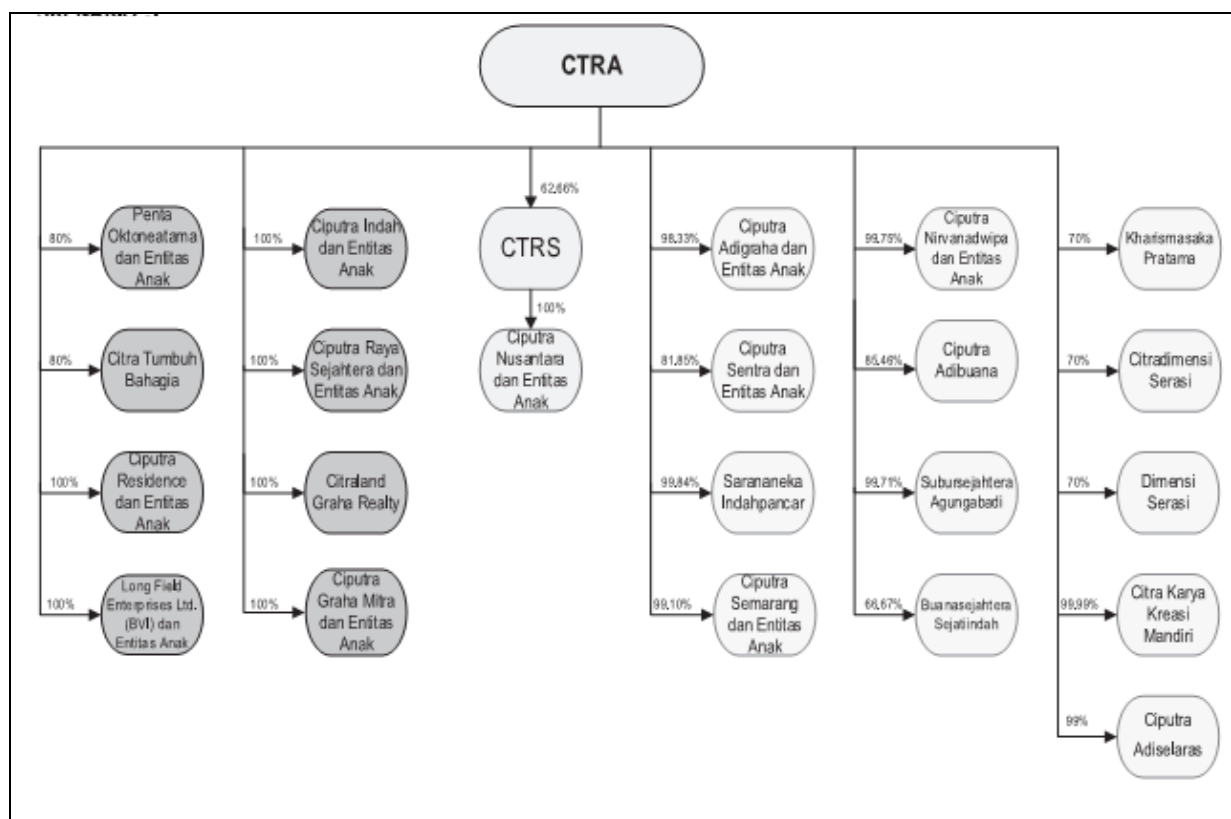 CTRA
80%
Penta
Oktoneatama
dan Entitas
Anak
80%
Citra Tumbuh
Bahagia
100%
Ciputra
Residence
dan Entitas
Anak
100%
Long Field
Enterprises Ltd.
(BVI) dan
Entitas Anak
100%
Ciputra Indah
dan Entitas
Anak
100%
Ciputra Raya
Sejahtera dan
Entitas Anak
100%
Citraland
Graha Realty
100%
Ciputra
Graha Mitra
dan Entitas
Anak
62,66%
CTRS
100%
Ciputra
Nusantara
dan Entitas
Anak
98,33%
Ciputra
Adigraha dan
Entitas Anak
81,85%
Ciputra
Sentra dan
Entitas Anak
99,84%
Sarananeka
Indahpancar
99,10%
Ciputra
Semarang
dan Entitas
Anak
99,75%
Ciputra
Nirvanadwipa
dan Entitas
Anak
85,46%
Ciputra
Adibuana
99,71%
Subursejahtera
Agungabadi
66,67%
Buanasejahtera
Sejatiindah
70%
Kharismasaka
Pratama
70%
Citradimensi
Serasi
70%
Dimensi
Serasi
99,99%
Citra Karya
Kreasi
Mandiri
99%
Ciputra
Adiselaras